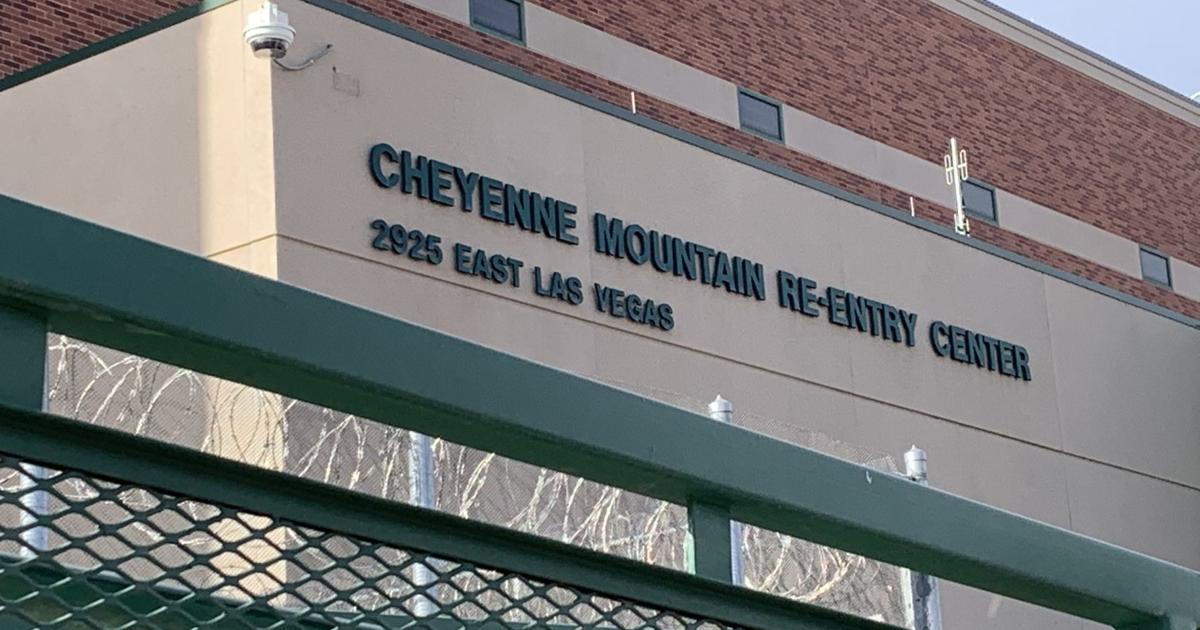 CHEYENNE MOUNTAIN RE-ENTRY CENTER
2925 EAST LAS VEGAS